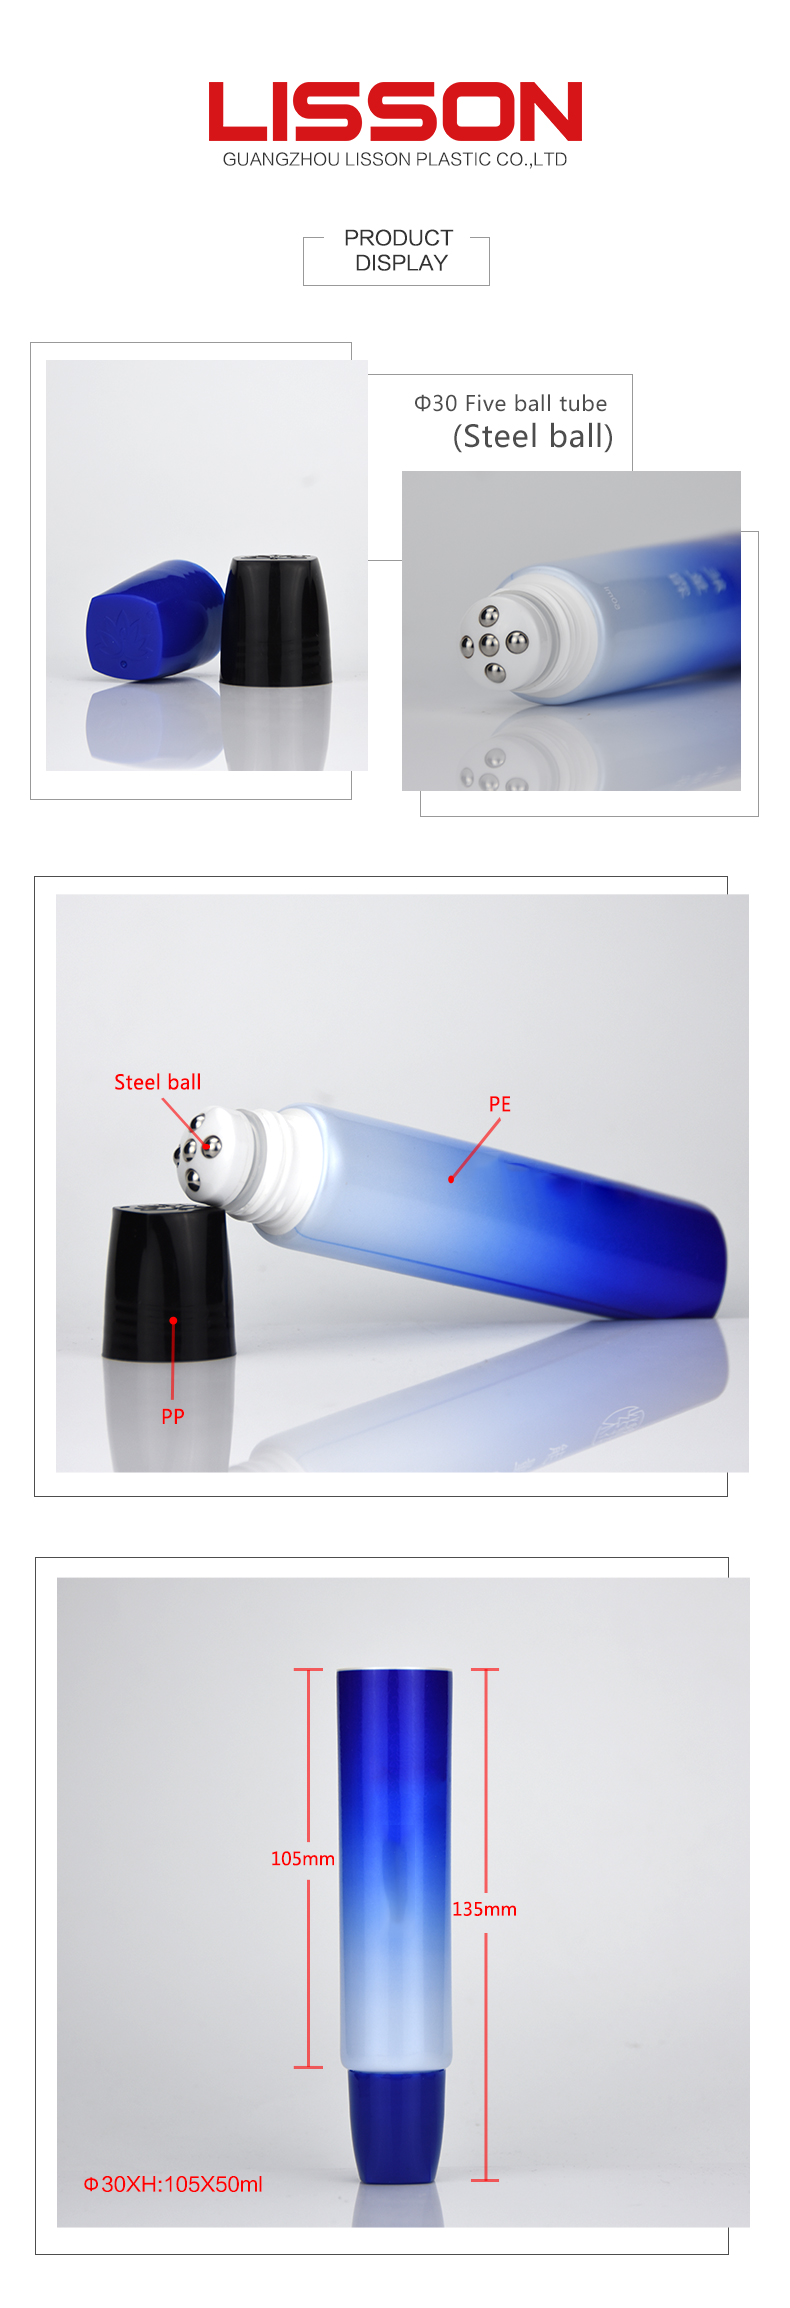 LISSON
GUANGZHOU LISSON PLASTIC CO.,LTD
PRODUCT
DISPLAY
Φ30 Five ball tube
(Steel ball)
Steel ball
PE
PP
105mm
135mm
Φ30XH:105X50ml